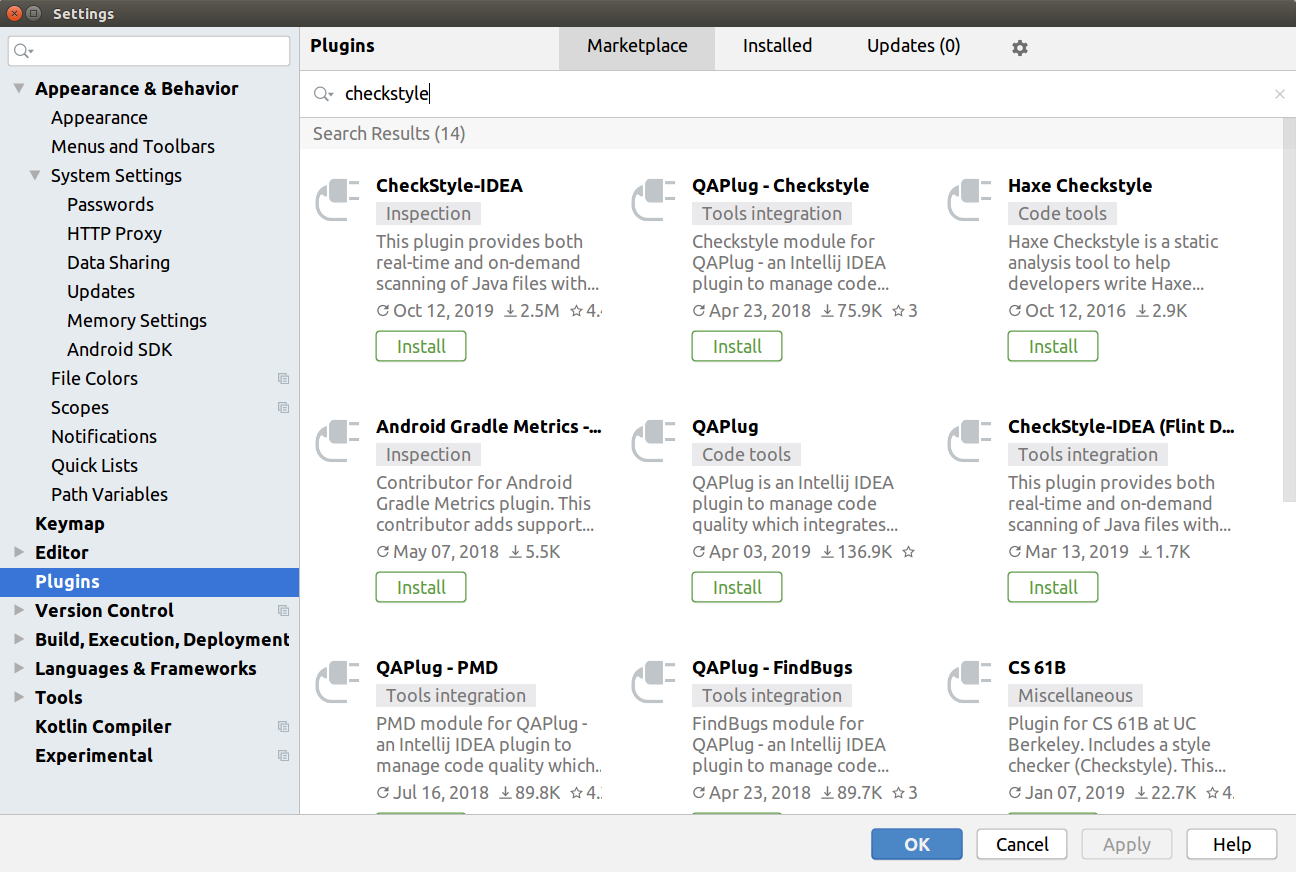 Settings
Appearance & Behavior
Appearance
Menus and Toolbars
System Settings
Passwords
HTTP Proxy
Data Sharing
Updates
Memory Settings
Android SDK
File Colors
Scopes
Notifications
Quick Lists
Path Variables
Keymap
Editor
Plugins
Version Control
Build, Execution, Deployment
Languages & Frameworks
Tools
Kotlin Compiler
Experimental
Plugins
Marketplace
Installed
Updates (0)
checkstyle
Search Results (14)
CheckStyle-IDEA
Inspection
This plugin provides both
real-time and on-demand
scanning of Java files with...
Oct 12, 2019 2.5M 4.
Install
QAPlug - Checkstyle
Tools integration
Checkstyle module for
QAPlug - an Intellij IDEA
plugin to manage code...
Apr 23, 2018 75.9K 3
Install
Haxe Checkstyle
Code tools
Haxe Checkstyle is a static
analysis tool to help
developers write Haxe...
Oct 12, 2016 2.9K
Install
Android Gradle Metrics -...
Inspection
Contributor for Android
Gradle Metrics plugin. This
contributor adds support...
May 07, 2018 5.5K
Install
QAPlug
Code tools
QAPlug is an Intellij IDEA
plugin to manage code
quality which integrates...
Apr 03, 2019 136.9K
Install
CheckStyle-IDEA (Flint D...
Tools integration
This plugin provides both
real-time and on-demand
scanning of Java files with...
Mar 13, 2019 1.7K
Install
QAPlug - PMD
Tools integration
PMD module for QAPlug -
an Intellij IDEA plugin to
manage code quality which..
Jul 16, 2018 89.8K 4.
QAPlug - FindBugs
Tools integration
FindBugs module for
QAPlug - an Intellij IDEA
plugin to manage code...
Apr 23, 2018 89.7K 3
CS 61B
Miscellaneous
Plugin for CS 61B at UC
Berkeley. Includes a style
checker (Checkstyle). This...
Jan 07, 2019 22.7K 4.
OK
Cancel
Apply
Help